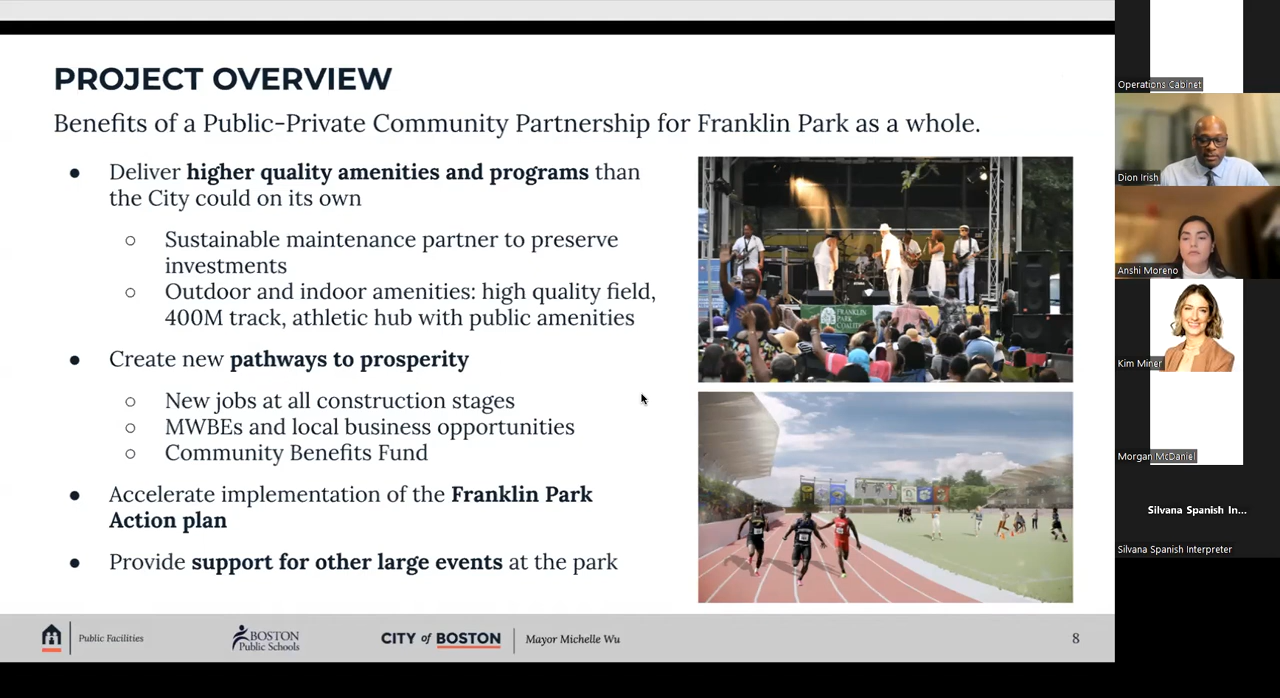 PROJECT OVERVIEW
Benefits of a Public-Private Community Partnership for Franklin Park as a whole.
● Deliver higher quality amenities and programs than
the City could on its own
○ Sustainable maintenance partner to preserve
investments
○ Outdoor and indoor amenities: high quality field,
400M track, athletic hub with public amenities
● Create new pathways to prosperity
○ New jobs at all construction stages
○ MWBEs and local business opportunities
○ Community Benefits Fund
● Accelerate implementation of the Franklin Park
Action plan
● Provide support for other large events at the park
FRANKLIN
PARK
COALITION
Public Facilities
BOSTON
Public Schools
CITY of BOSTON
Mayor Michelle Wu
8
Operations Cabinet
Dion Irish
Anshi Moreno
Kim Miner
Morgan McDaniel
Silvana Spanish In...
Silvana Spanish Interpreter